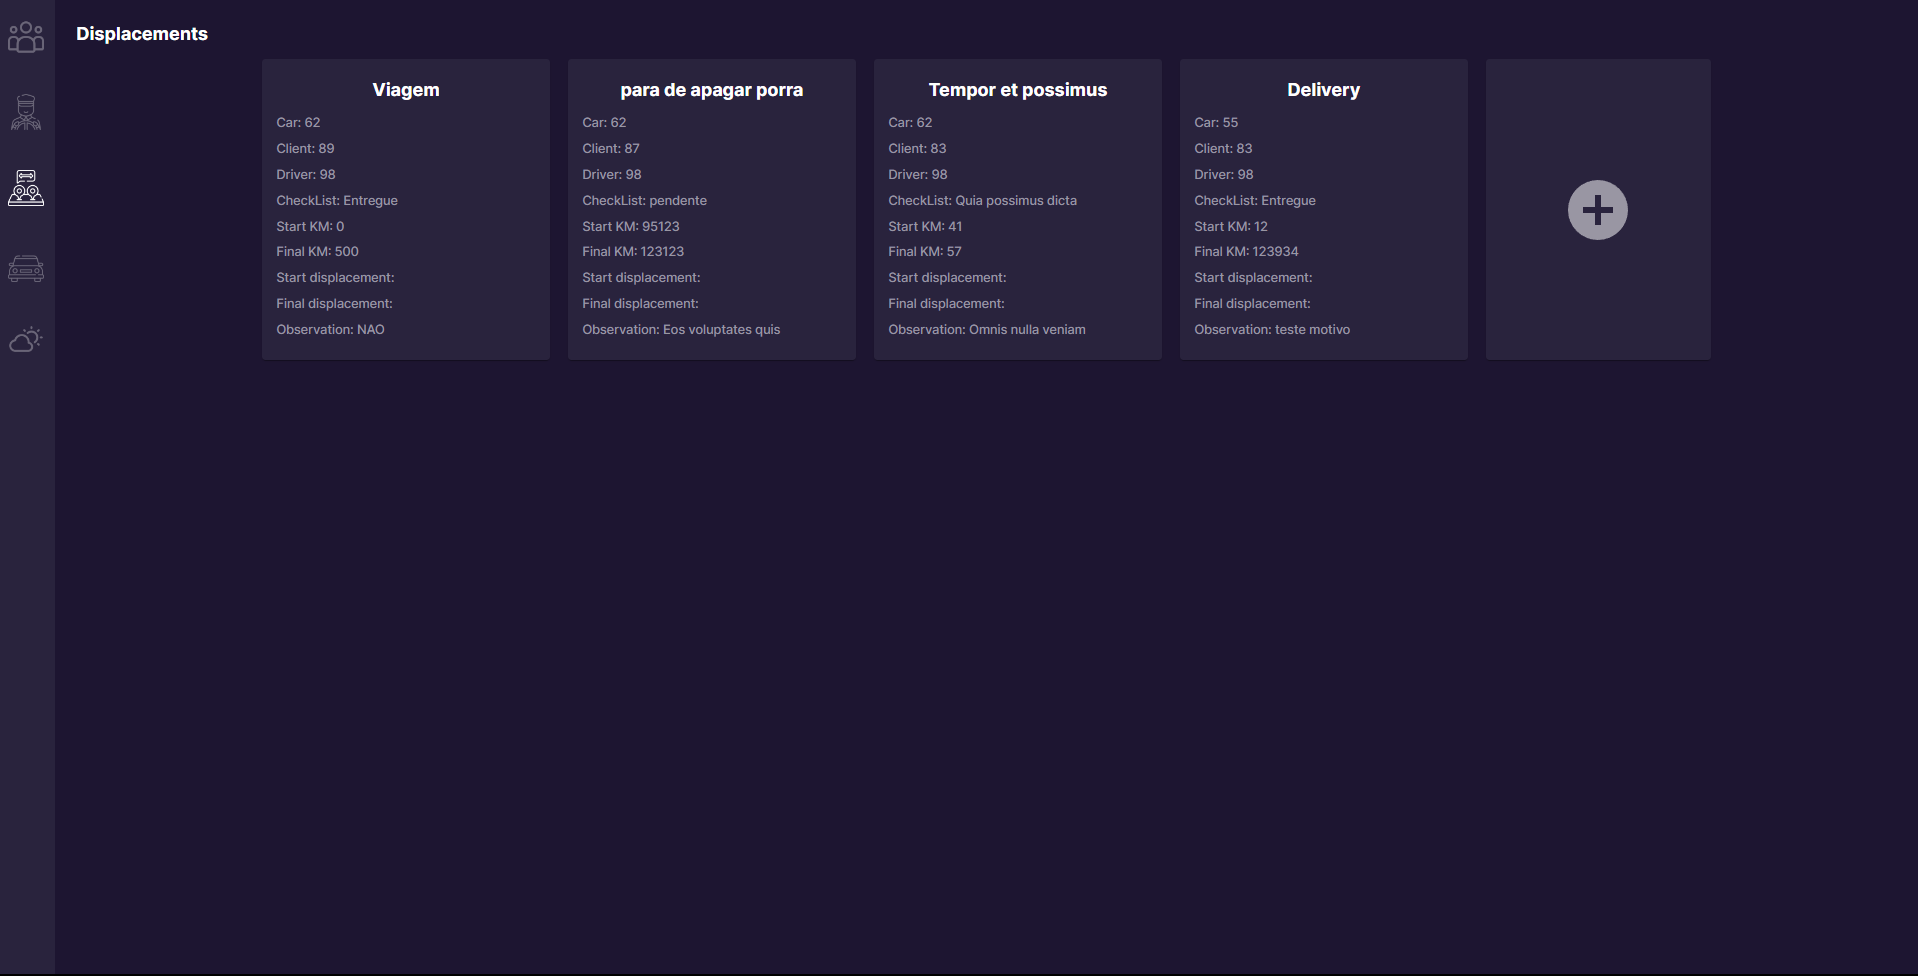 Displacements
Viagem
Car: 62
Client: 89
Driver: 98
CheckList: Entregue
Start KM: 0
Final KM: 500
Start displacement:
Final displacement:
Observation: NAO
para de apagar porra
Car: 62
Client: 87
Driver: 98
CheckList: pendente
Start KM: 95123
Final KM: 123123
Start displacement:
Final displacement:
Observation: Eos voluptates quis
Tempor et possimus
Car: 62
Client: 83
Driver: 98
CheckList: Quia possimus dicta
Start KM: 41
Final KM: 57
Start displacement:
Final displacement:
Observation: Omnis nulla veniam
Delivery
Car: 55
Client: 83
Driver: 98
CheckList: Entregue
Start KM: 12
Final KM: 123934
Start displacement:
Final displacement:
Observation: teste motivo